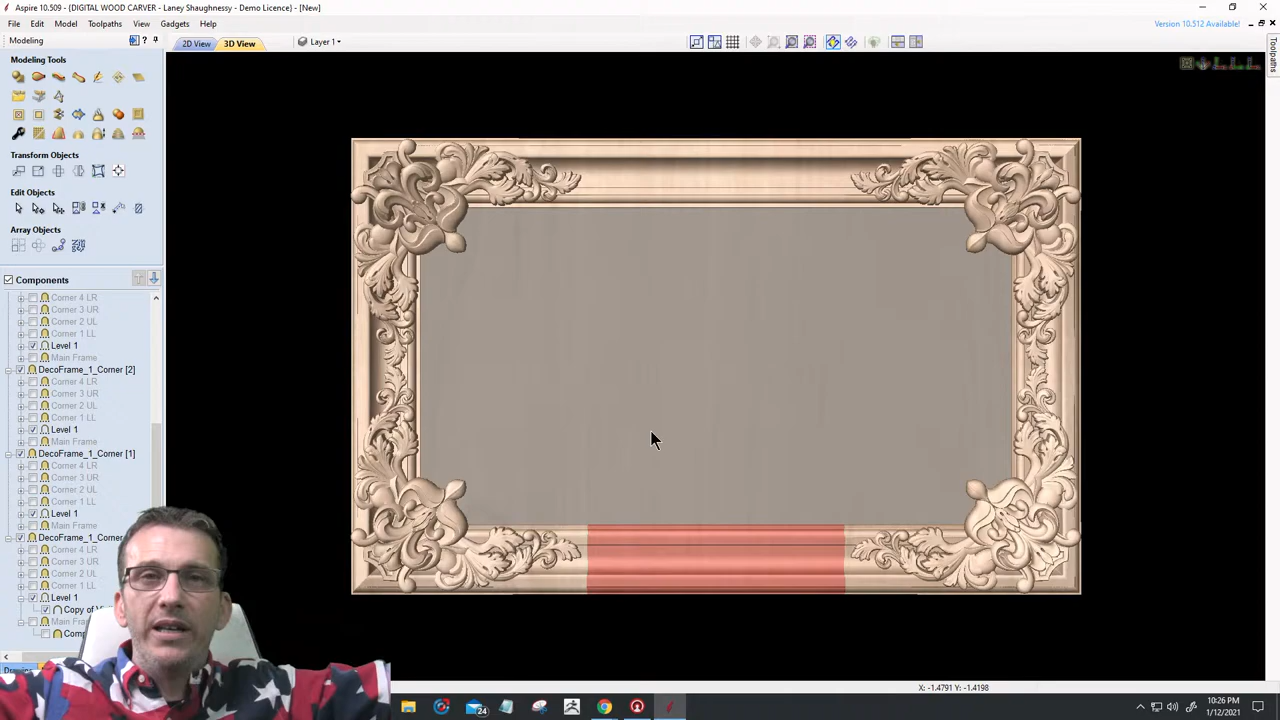 Aspire 10.509 - {DIGITAL WOOD CARVER - Laney Shaughnessy - Demo Licence} - [New]
File Edit Model Toolpaths View Gadgets Help
Version 10.512 Available!
Modeling
2D View 3D View Layer 1
Toolpaths
Modeling Tools
Transform Objects
Edit Objects
Array Objects
Components
Corner 4 LR
Corner 3 UR
Corner 2 UL
Corner 1 LL
Level 1
Main Frame
DecoFrame_1_Corner [2]
Corner 4 LR
Corner 3 UR
Corner 2 UL
Corner 1 LL
Level 1
Main Frame
DecoFrame_1_Corner [1]
Corner 4 LR
Corner 3 UR
Corner 2 UL
Corner 1 LL
Level 1
Main Frame
DecoFrame_1_Corner
Corner 4 LR
Corner 3 UR
Corner 2 UL
Corner 1 LL
Level 1
Copy of
X: -1.4791 Y: -1.4198
24
10:26 PM
1/12/2021